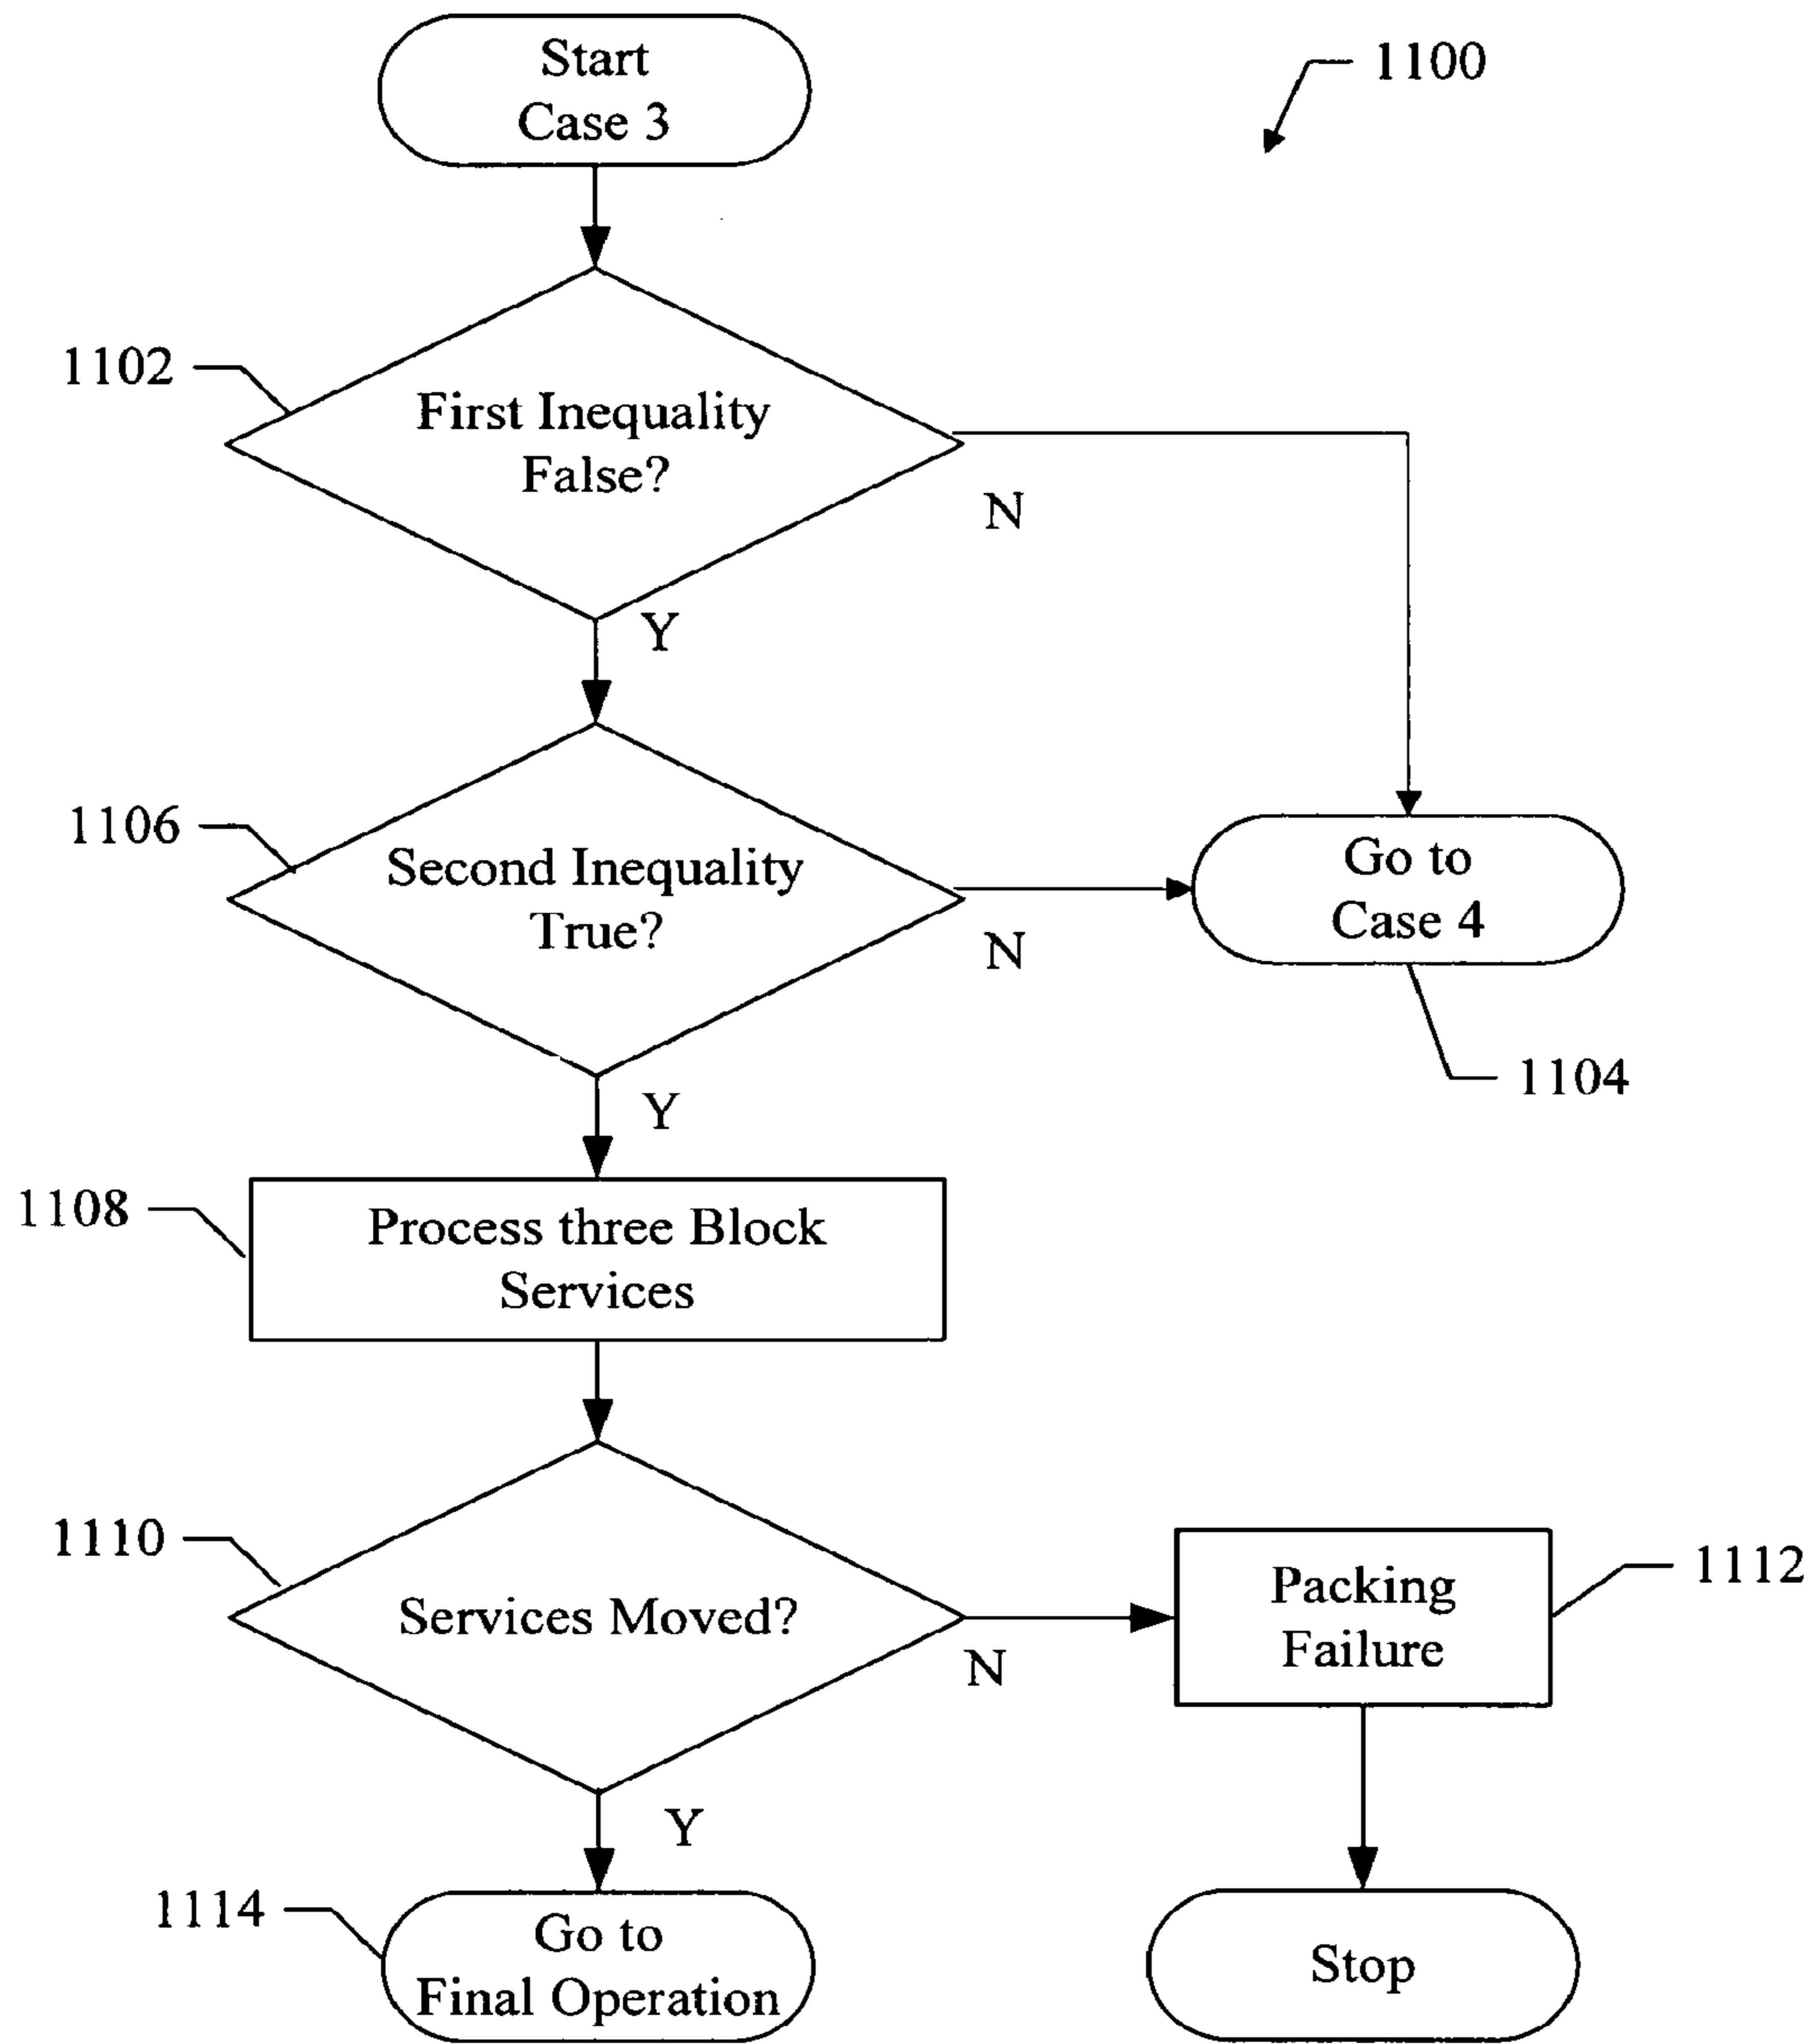 Start
Case 3
1100
1102
First Inequality
False?
N
Y
1106
Second Inequality
True?
N
Go to
Case 4
1104
Y
1108
Process three Block
Services
1110
Services Moved?
N
Packing
Failure
1112
Y
1114
Go to
Final Operation
Stop